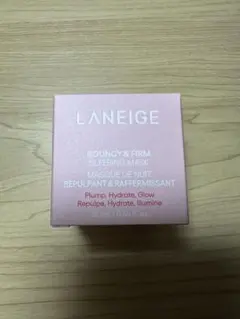 LANEIGE
BOUNCY & FIRM
SLEEPING MASK
MASQUE DE NUIT
REPULPANT & RAFFERMISSANT
Plump, Hydrate, Glow
Repulpe, Hydrate, Illumine